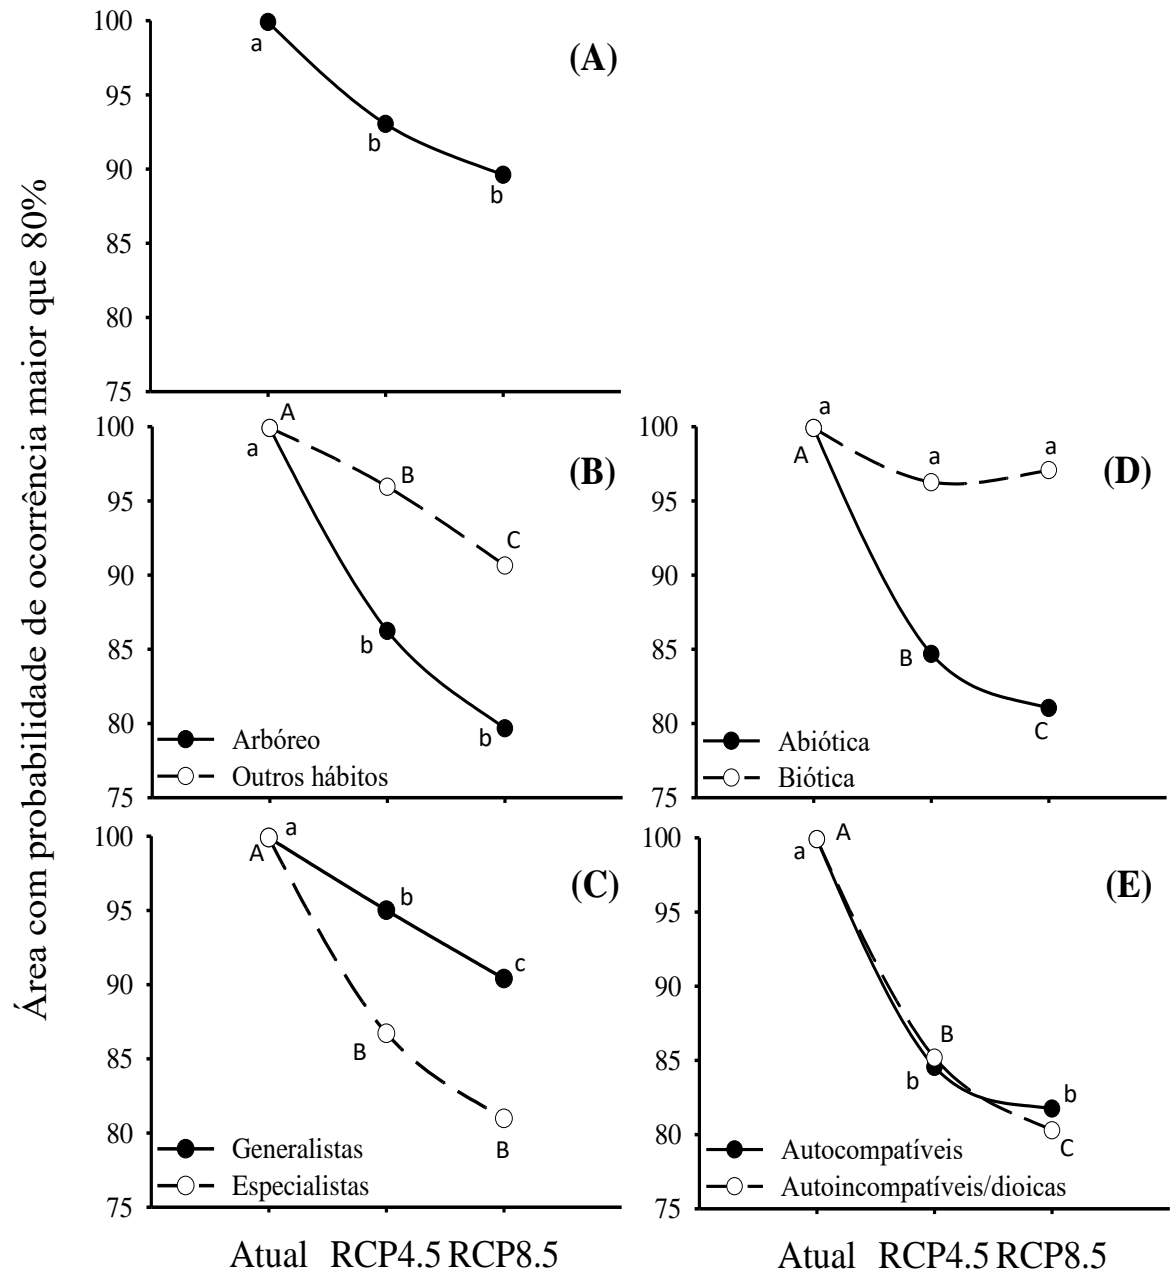 Área com probabilidade de ocorrência maior que 80%
100
95
90
85
80
75
a
b
b
(A)
100
95
90
85
80
75
A
a
B
b
C
b
(B)
Arbóreo
Outros hábitos
100
95
90
85
80
75
a
A
a
B
a
C
(D)
Abiótica
Biótica
100
95
90
85
80
75
a
A
b
B
c
B
(C)
Generalistas
Especialistas
Atual RCP4.5 RCP8.5
100
95
90
85
80
75
A
a
B
b
b
C
(E)
Autocompatíveis
Autoincompatíveis/dioicas
Atual RCP4.5 RCP8.5